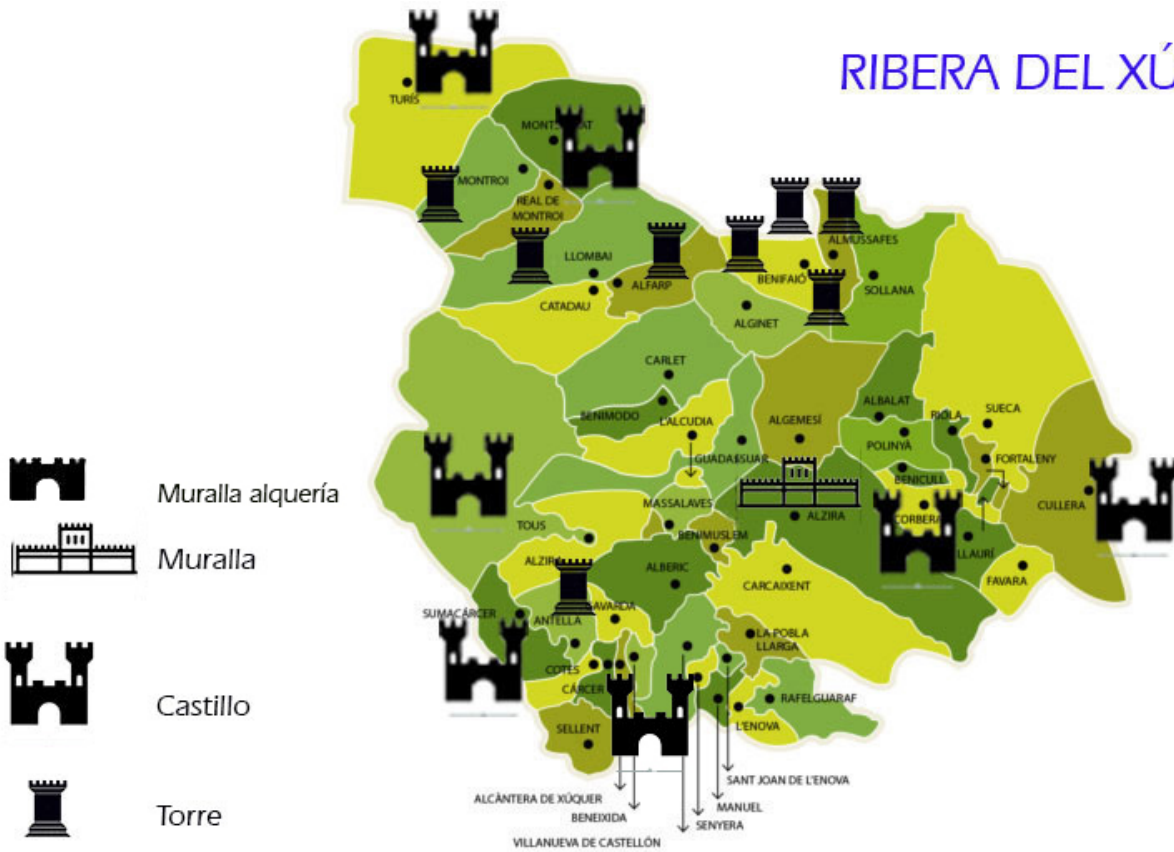 RIBERA DEL XÚ
TURÍS
MONTROI
REAL DE
MONTROI
LLOMBAI
ALMUSSAFES
ALFARP
BENIFAIÓ
SOLLANA
CATADAU
ALGINET
CARLET
BENIMODO
L'ALCUDIA
ALGEMESÍ
ALBALAT
RIOLA
SUECA
POLINYÀ
GUADASSUAR
FORTALENY
BENICULL
MASSALAVES
CULLERA
CORBERA
ALZIRA
TOUS
BENIMUSLEM
LLAURÍ
ALZIRA
ALBERIC
CARCAIXENT
FAVARA
SUMACÁRCER
ANTELLA
GAVARDA
LA POBLA
LLARGA
COTES
CÁRCER
RAFELGUARAF
SELLENT
L'ENOVA
SANT JOAN DE L'ENOVA
ALCÀNTERA DE XÚQUER
MANUEL
BENEIXIDA
SENYERA
VILLANUEVA DE CASTELLÓN
Muralla alquería
Muralla
Castillo
Torre